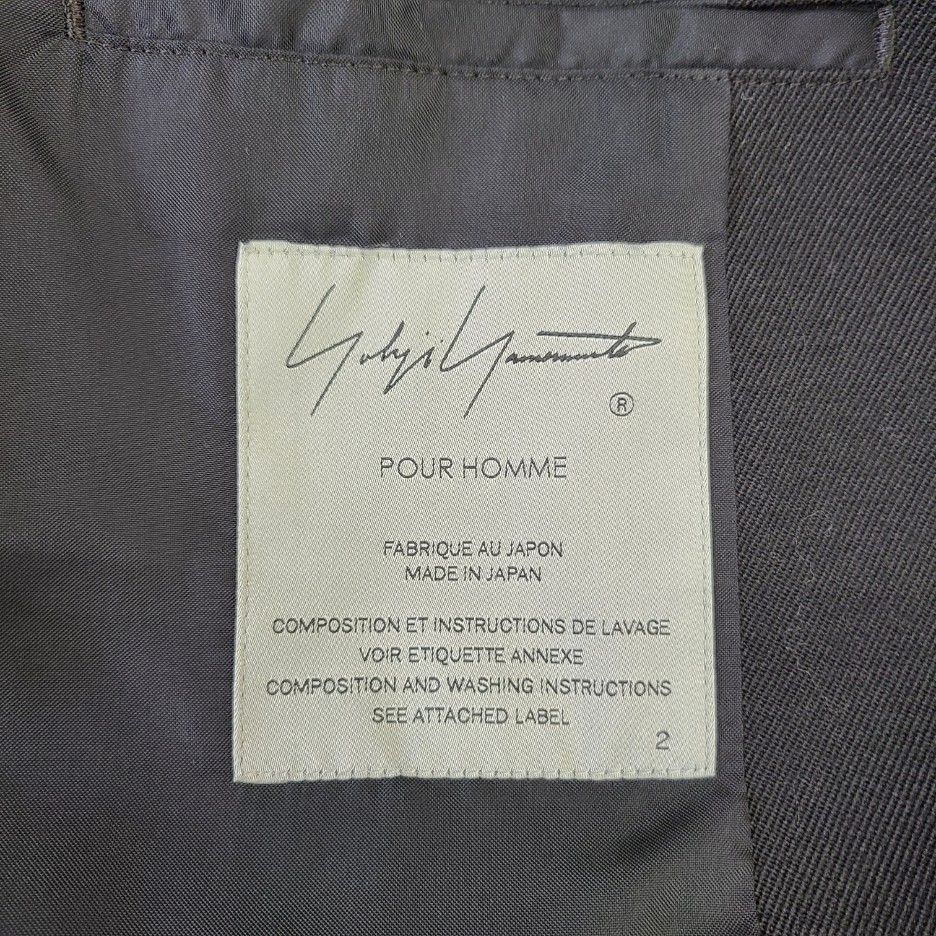 Yohji Yamamoto
®
POUR HOMME
FABRIQUE AU JAPON
MADE IN JAPAN
COMPOSITION ET INSTRUCTIONS DE LAVAGE
VOIR ETIQUETTE ANNEXE
COMPOSITION AND WASHING INSTRUCTIONS
SEE ATTACHED LABEL
2